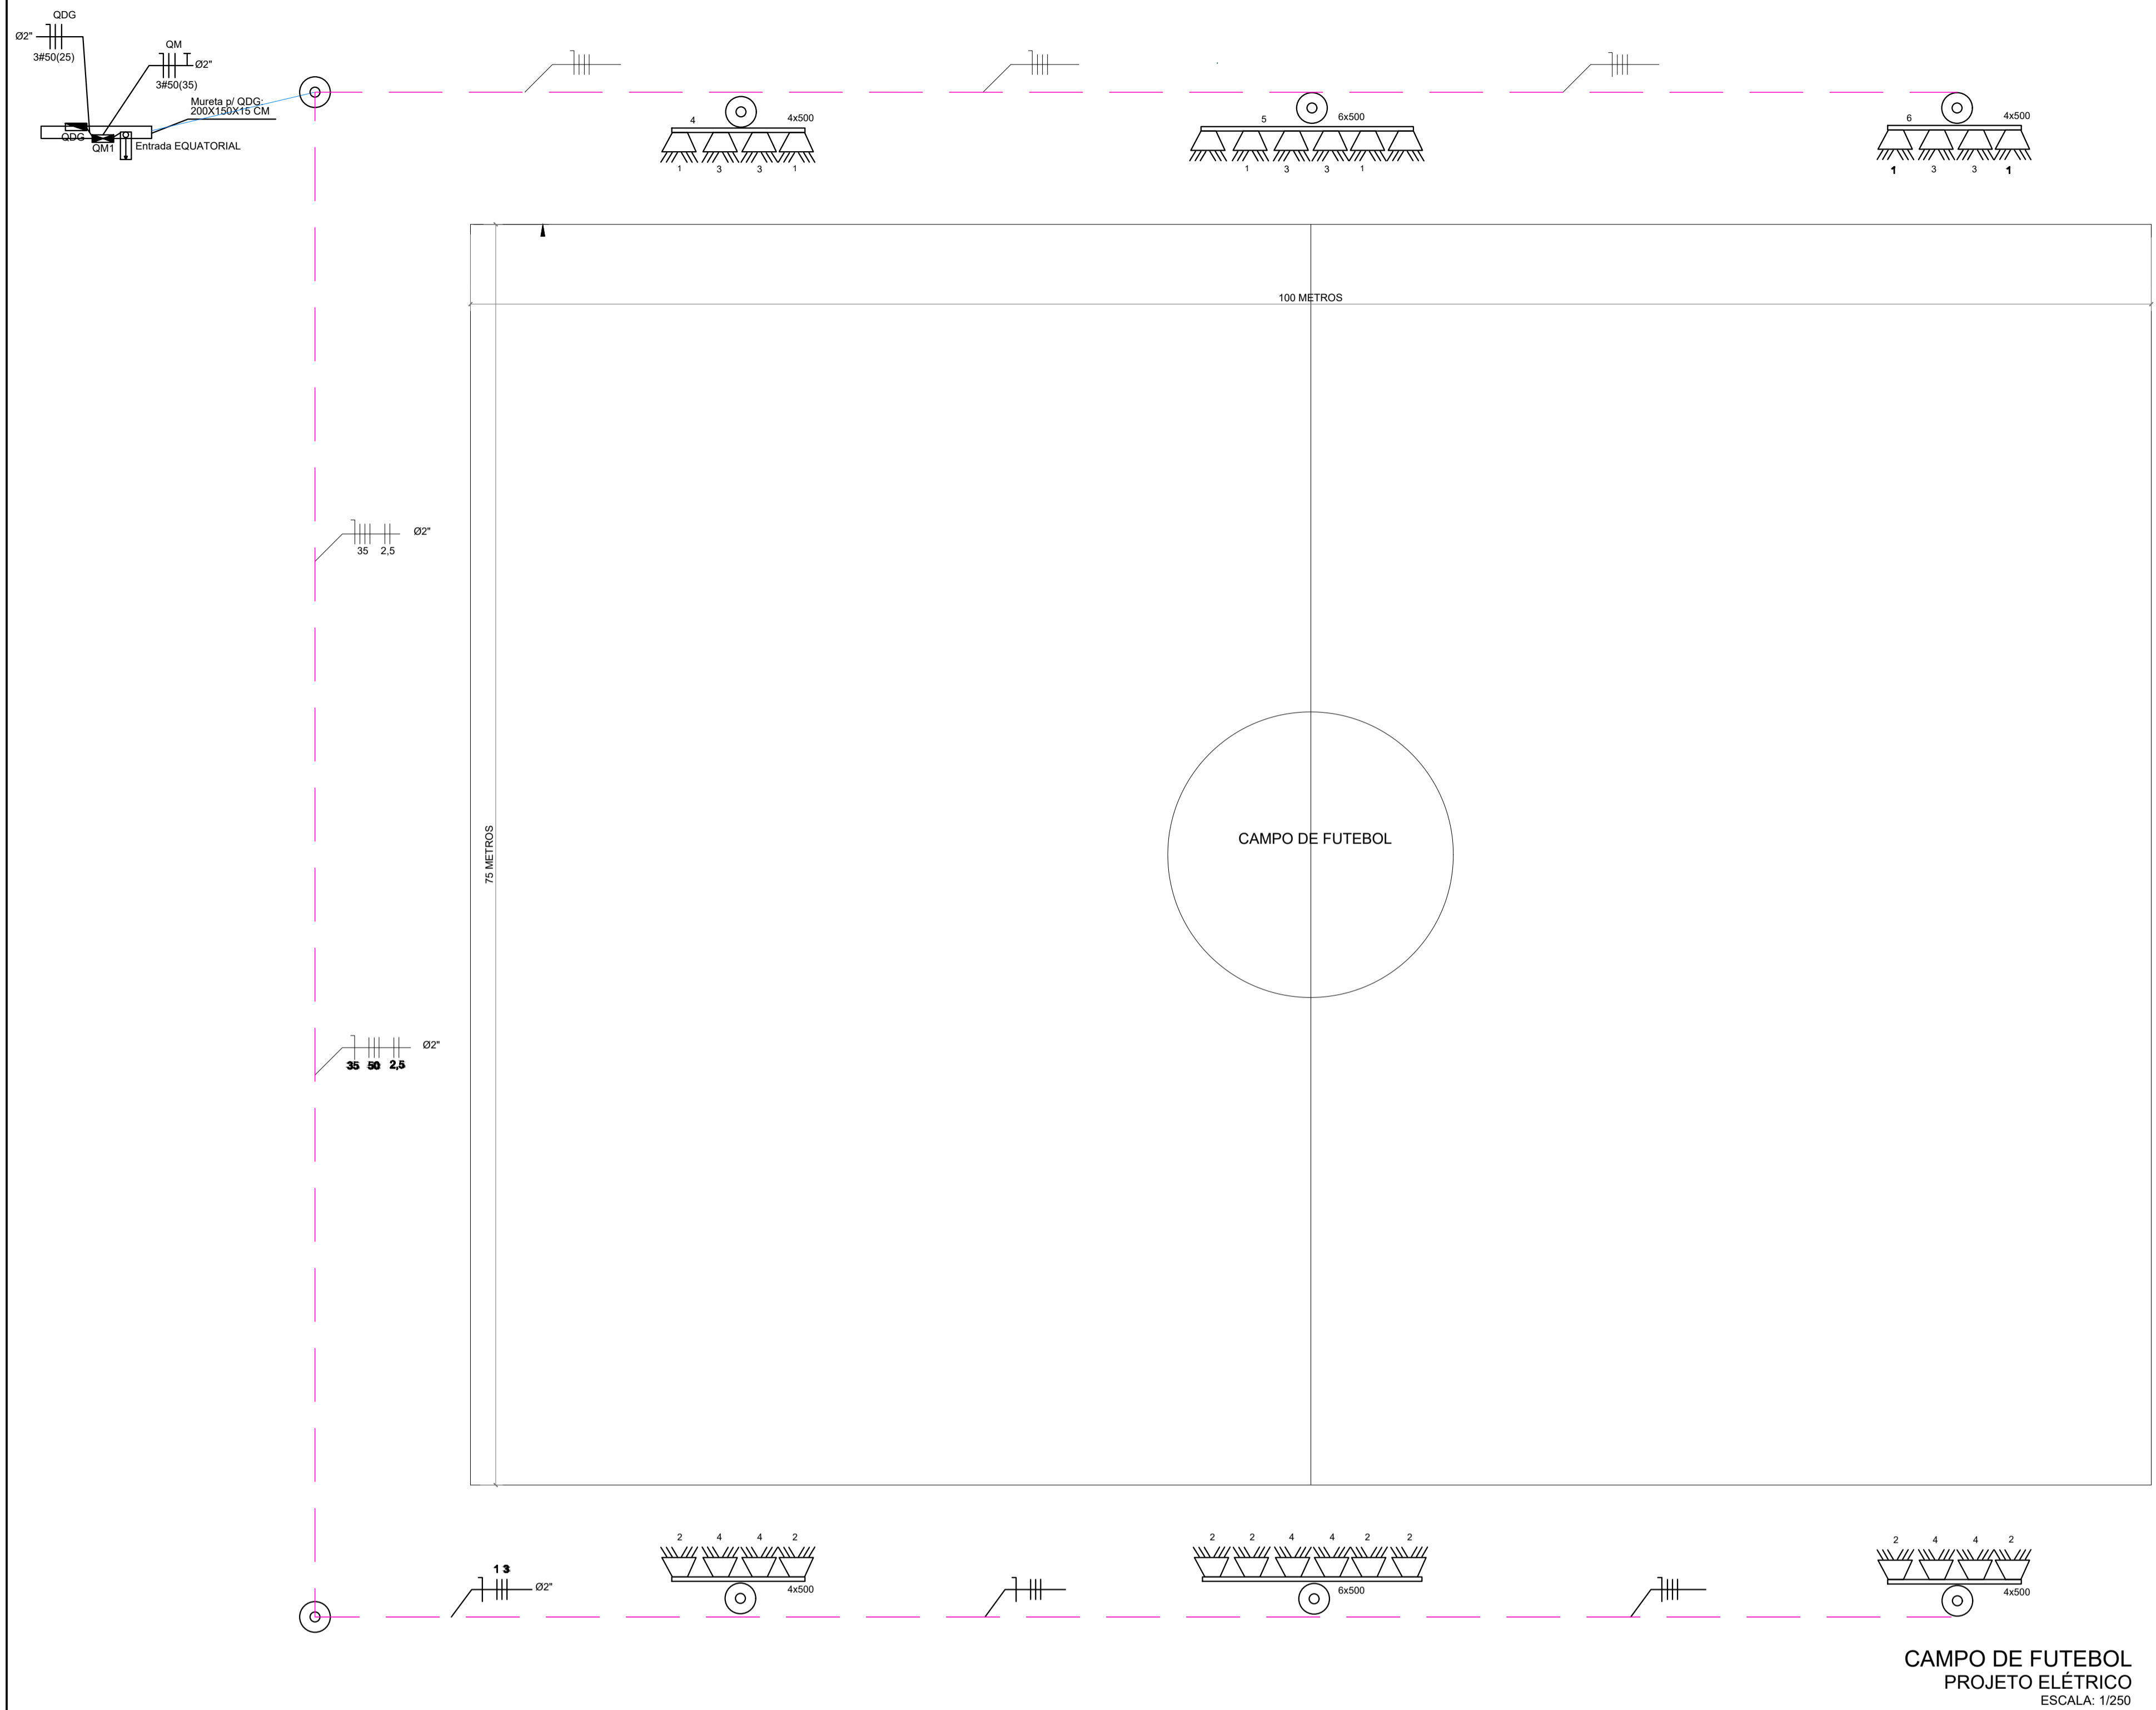 QDG
Ø2"
3#50(25)
QM
Ø2"
3#50(35)
Mureta p/ QDG:
200X150X15 CM
QDG
QM1
Entrada EQUATORIAL
4
4x500
1 3 3 1
5
6x500
1 3 3 1
6
4x500
1 3 3 1
100 METROS
75 METROS
Ø2"
35 2,5
CAMPO DE FUTEBOL
Ø2"
35 50 2,5
1 3
Ø2"
2 4 4 2
4x500
2 2 4 4 2 2
6x500
2 4 4 2
4x500
CAMPO DE FUTEBOL
PROJETO ELÉTRICO
ESCALA: 1/250